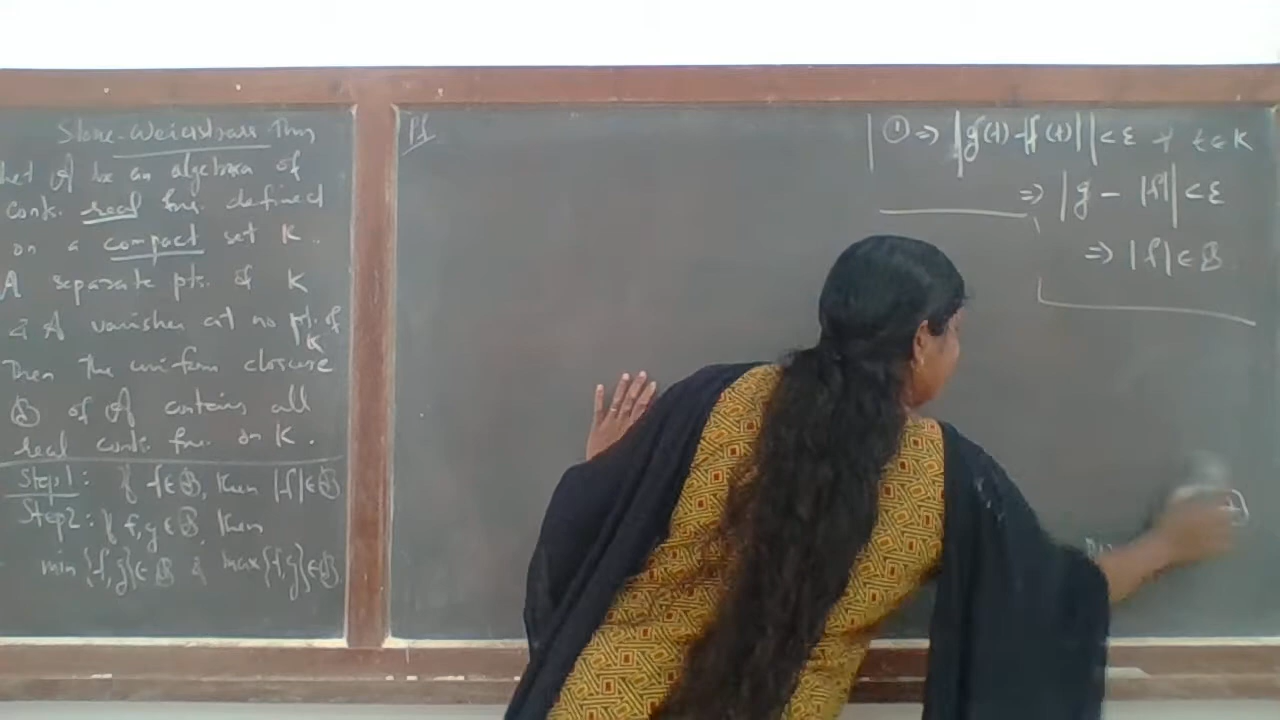 Stone-Weierstrass Thm
Let A be an algebra of
cont. real fns. defined
on a compact set K.
A separate pts. of K
& A vanishes at no pt. of K
Then the uniform closure
B of A contains all
real cont. fns. on K.
Step 1: If f∈B, then |f|∈B
Step 2: If f, g∈B, then
min{f,g}∈B & max{f,g}∈B
Pf
① ⇒ |g(t)-|f(t)||<ε ∀ t∈K
⇒ |g - |f||<ε
⇒ |f|∈B